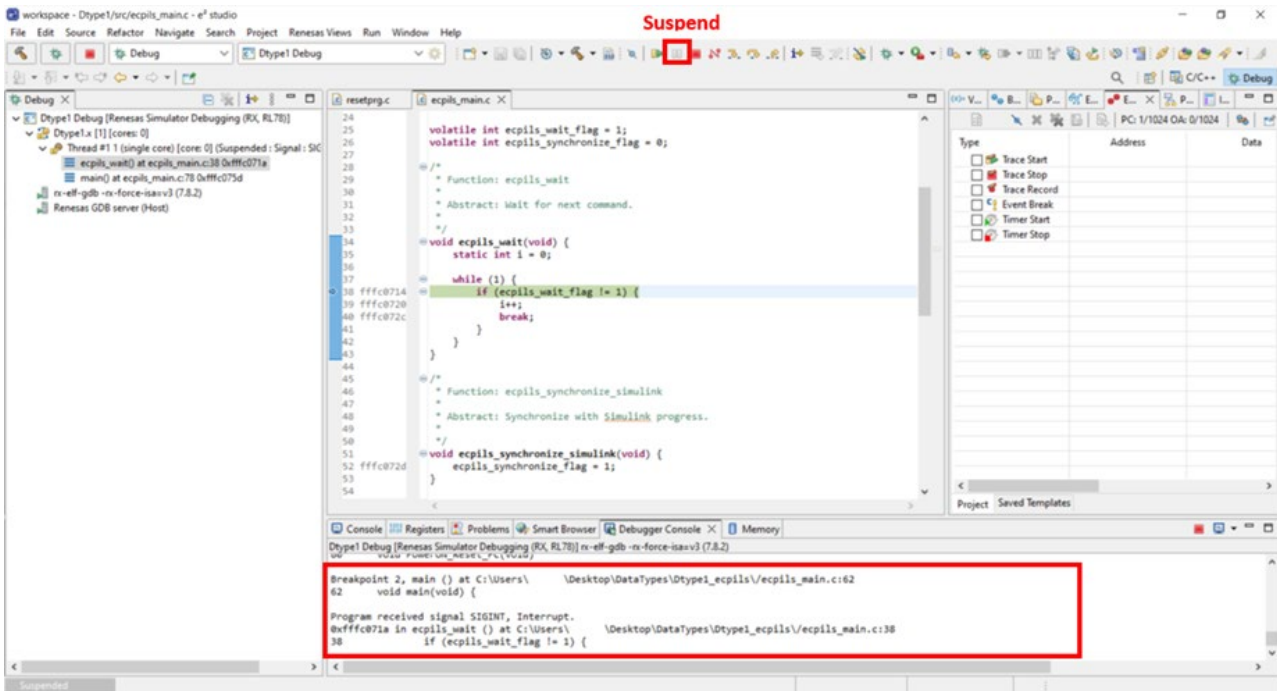 workspace - Dtype1/src/ecpils_main.c - e² studio
Suspend
File Edit Source Refactor Navigate Search Project Renesas Views Run Window Help
Debug
Dtype1 Debug
C/C++ Debug
Debug
Dtype1 Debug [Renesas Simulator Debugging (RX, RL78)]
Dtype1.x [1] [cores: 0]
Thread #1 1 (single core) [core: 0] (Suspended : Signal : SIG
ecpils_wait() at ecpils_main.c:38 0xfffc071a
main() at ecpils_main.c:78 0xfffc075d
rx-elf-gdb -rx-force-isa=v3 (7.8.2)
Renesas GDB server (Host)
resetprg.c ecpils_main.c
24
25 volatile int ecpils_wait_flag = 1;
26 volatile int ecpils_synchronize_flag = 0;
27
28 /*
29 * Function: ecpils_wait
30 *
31 * Abstract: Wait for next command.
32 *
33 */
34 void ecpils_wait(void) {
35 static int i = 0;
36
37 while (1) {
38 fffc0714 if (ecpils_wait_flag != 1) {
39 fffc0720 i++;
40 fffc072c break;
41 }
42 }
43 }
44
45 /*
46 * Function: ecpils_synchronize_simulink
47 *
48 * Abstract: Synchronize with Simulink progress.
49 *
50 */
51 void ecpils_synchronize_simulink(void) {
52 fffc072d ecpils_synchronize_flag = 1;
53 }
54
V... B... P... E... E... P... L...
PC: 1/1024 OA: 0/1024
Type Address Data
Trace Start
Trace Stop
Trace Record
Event Break
Timer Start
Timer Stop
Project Saved Templates
Console Registers Problems Smart Browser Debugger Console Memory
Dtype1 Debug [Renesas Simulator Debugging (RX, RL78)] rx-elf-gdb -rx-force-isa=v3 (7.8.2)
Breakpoint 2, main () at C:\Users\ \Desktop\DataTypes\Dtype1_ecpils\/ecpils_main.c:62
62 void main(void) {
Program received signal SIGINT, Interrupt.
0xfffc071a in ecpils_wait () at C:\Users\ \Desktop\DataTypes\Dtype1_ecpils\/ecpils_main.c:38
38 if (ecpils_wait_flag != 1) {
Suspended